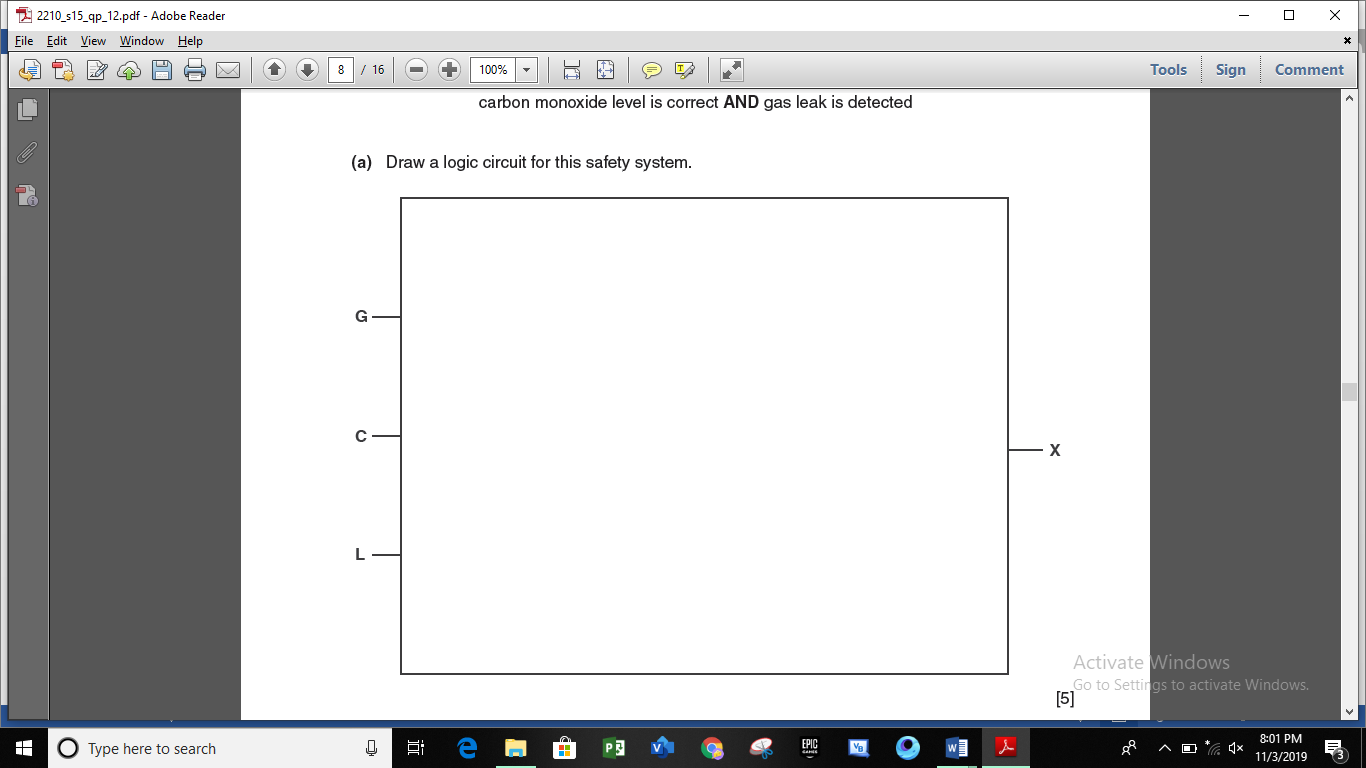 2210_s15_qp_12.pdf - Adobe Reader
File Edit View Window Help
8 / 16 100% Tools Sign Comment
carbon monoxide level is correct AND gas leak is detected
(a) Draw a logic circuit for this safety system.
G
C
X
L
Activate Windows
Go to Settings to activate Windows.
[5]
Type here to search
8:01 PM
11/3/2019
3